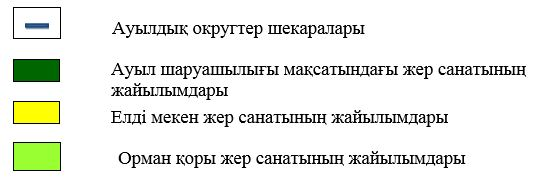 Ауылдық округтер шекаралары
Ауыл шаруашылығы мақсатындағы жер санатының
жайылымдары
Елді мекен жер санатының жайылымдары
Орман қоры жер санатының жайылымдары